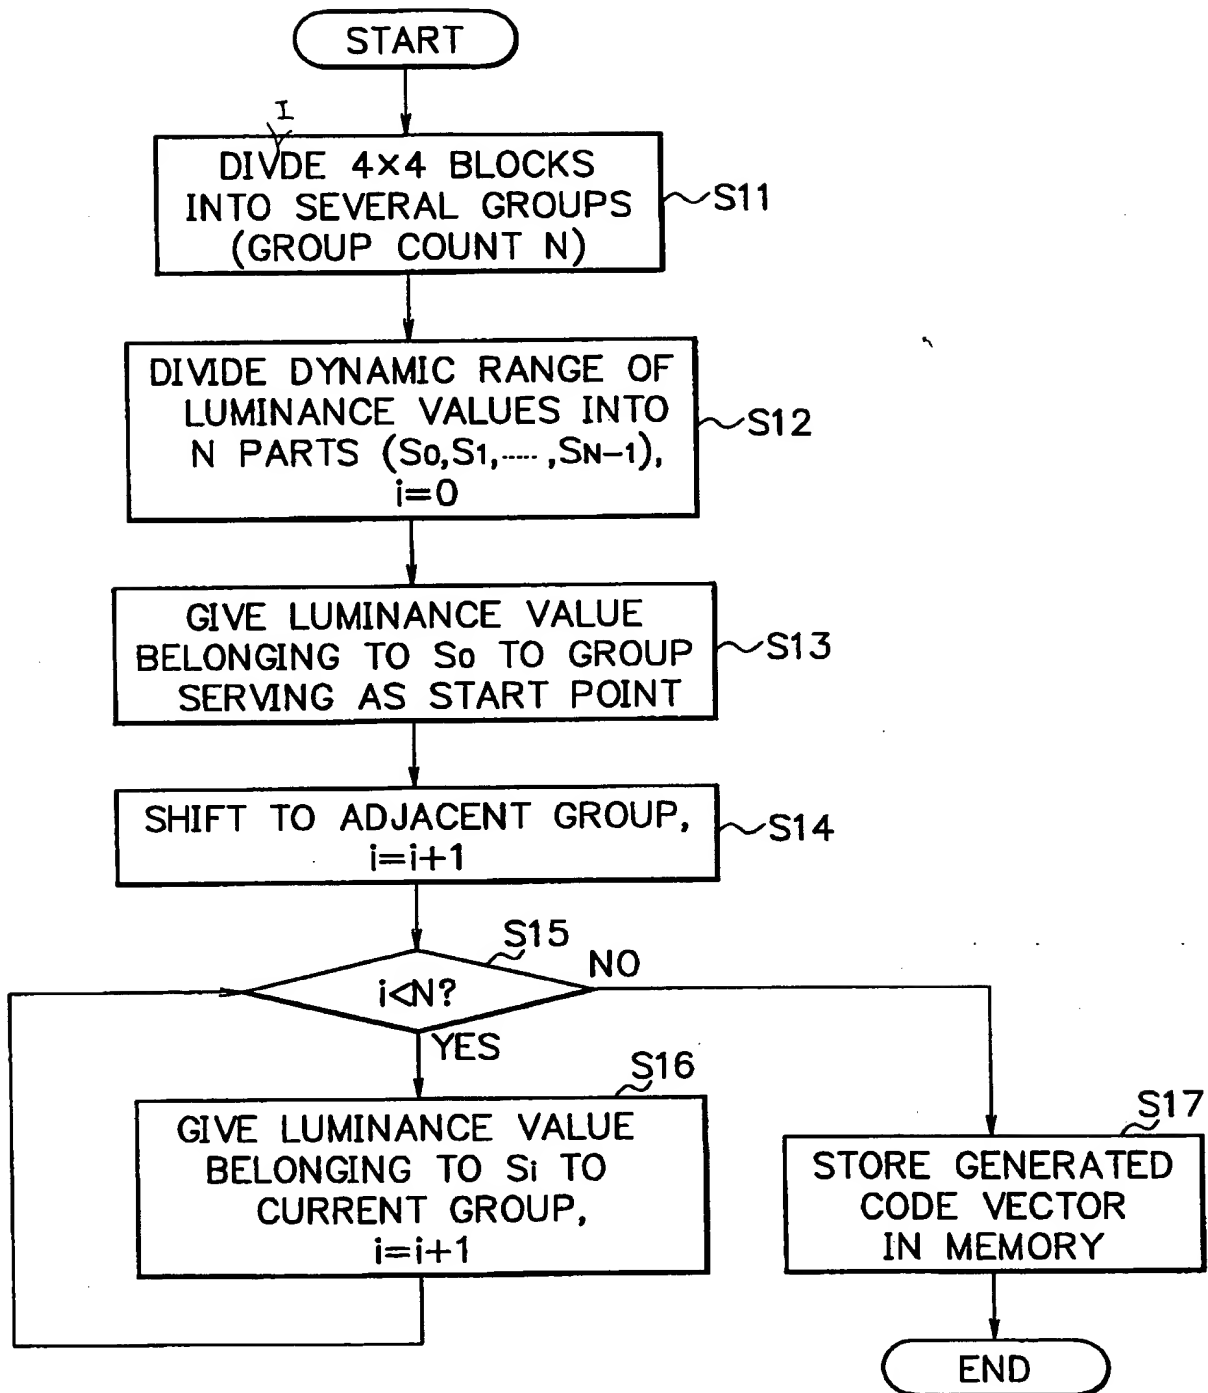 START
I
DIVDE 4×4 BLOCKS
INTO SEVERAL GROUPS
(GROUP COUNT N)
S11
DIVIDE DYNAMIC RANGE OF
LUMINANCE VALUES INTO
N PARTS (S0,S1,-----,SN-1),
i=0
S12
GIVE LUMINANCE VALUE
BELONGING TO S0 TO GROUP
SERVING AS START POINT
S13
SHIFT TO ADJACENT GROUP,
i=i+1
S14
S15
i<N?
NO
YES
S16
GIVE LUMINANCE VALUE
BELONGING TO Si TO
CURRENT GROUP,
i=i+1
S17
STORE GENERATED
CODE VECTOR
IN MEMORY
END